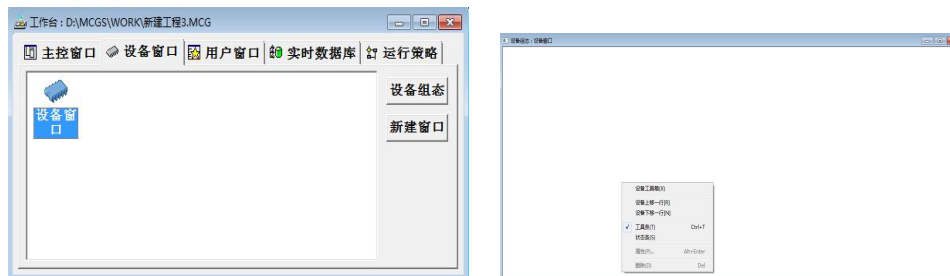 工作台 : D:\MCGS\WORK\新建工程3.MCG
主控窗口 设备窗口 用户窗口 实时数据库 运行策略
设备窗
口
设备组态
新建窗口
设备组态 : 设备窗口
设备工具箱(X)
设备上移一行[R]
设备下移一行[N]
✓ 工具条(T) Ctrl+T
状态条(S)
属性(P)... Alt+Enter
删除(D) Del